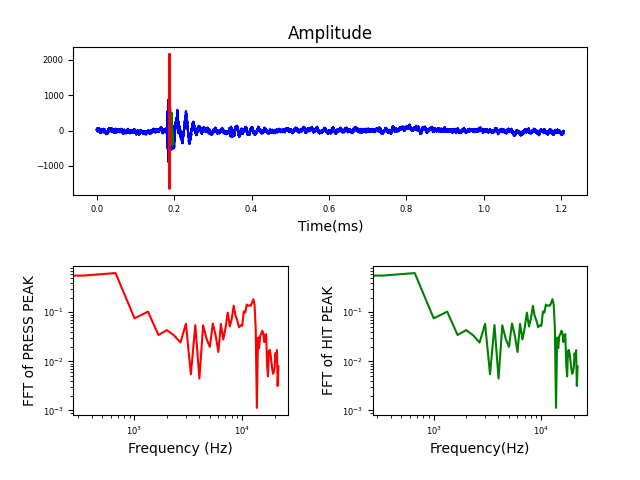 Amplitude
2000
1000
0
−1000
0.0 0.2 0.4 0.6 0.8 1.0 1.2
Time(ms)
FFT of PRESS PEAK
10⁻¹
10⁻²
10⁻³
10³ 10⁴
Frequency (Hz)
FFT of HIT PEAK
10⁻¹
10⁻²
10⁻³
10³ 10⁴
Frequency(Hz)